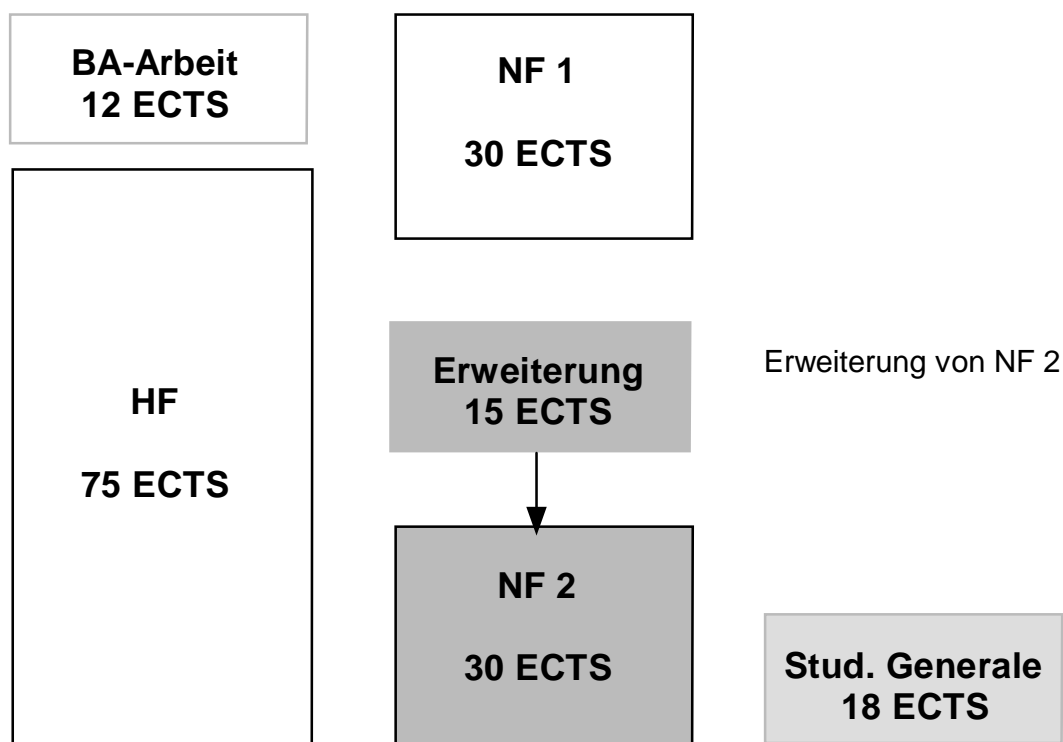 BA-Arbeit
12 ECTS
HF
75 ECTS
NF 1
30 ECTS
Erweiterung
15 ECTS
NF 2
30 ECTS
Erweiterung von NF 2
Stud. Generale
18 ECTS